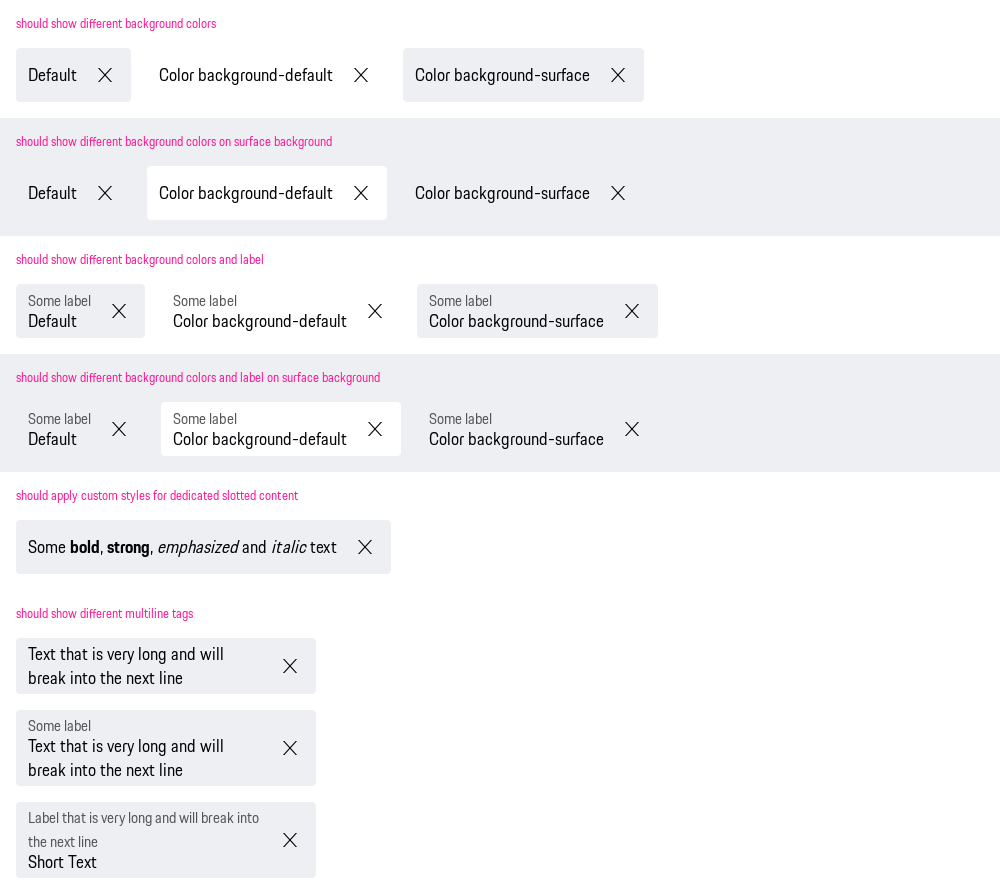 should show different background colors
Default
Color background-default
Color background-surface
should show different background colors on surface background
Default
Color background-default
Color background-surface
should show different background colors and label
Some label
Default
Some label
Color background-default
Some label
Color background-surface
should show different background colors and label on surface background
Some label
Default
Some label
Color background-default
Some label
Color background-surface
should apply custom styles for dedicated slotted content
Some bold, strong, emphasized and italic text
should show different multiline tags
Text that is very long and will
break into the next line
Some label
Text that is very long and will
break into the next line
Label that is very long and will break into
the next line
Short Text